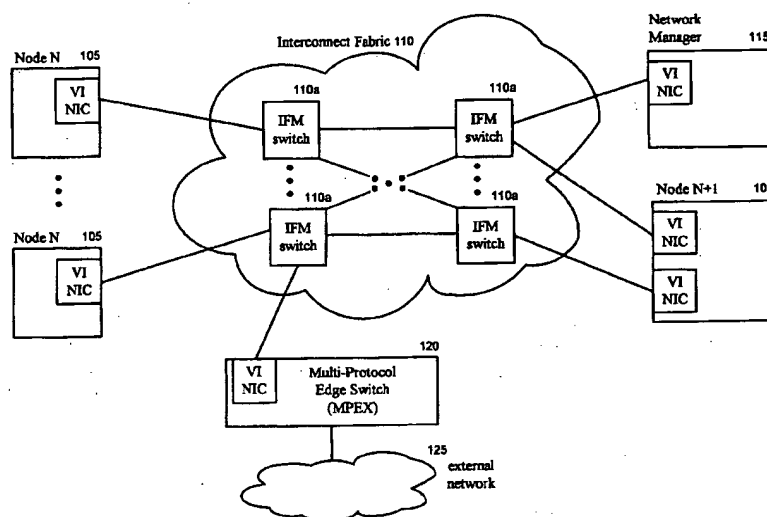 Node N 105
VI
NIC
Interconnect Fabric 110
110a
IFM
switch
110a
IFM
switch
Network
Manager 115
VI
NIC
Node N 105
VI
NIC
110a
IFM
switch
110a
IFM
switch
Node N+1
VI
NIC
VI
NIC
120
VI
NIC
Multi-Protocol
Edge Switch
(MPEX)
125
external
network